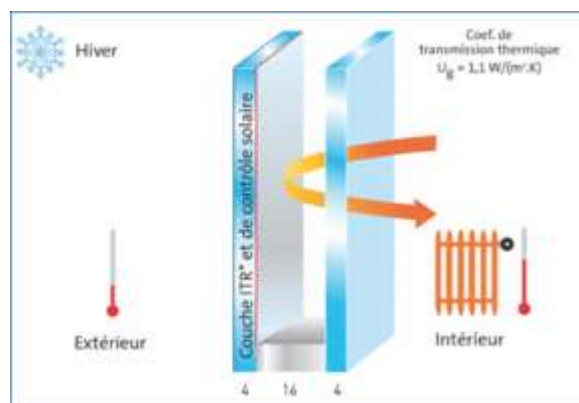 Hiver
Coef. de
transmission thermique
Ug = 1,1 W/(m².K)
Couche ITR* et de contrôle solaire
Extérieur
Intérieur
4 16 4